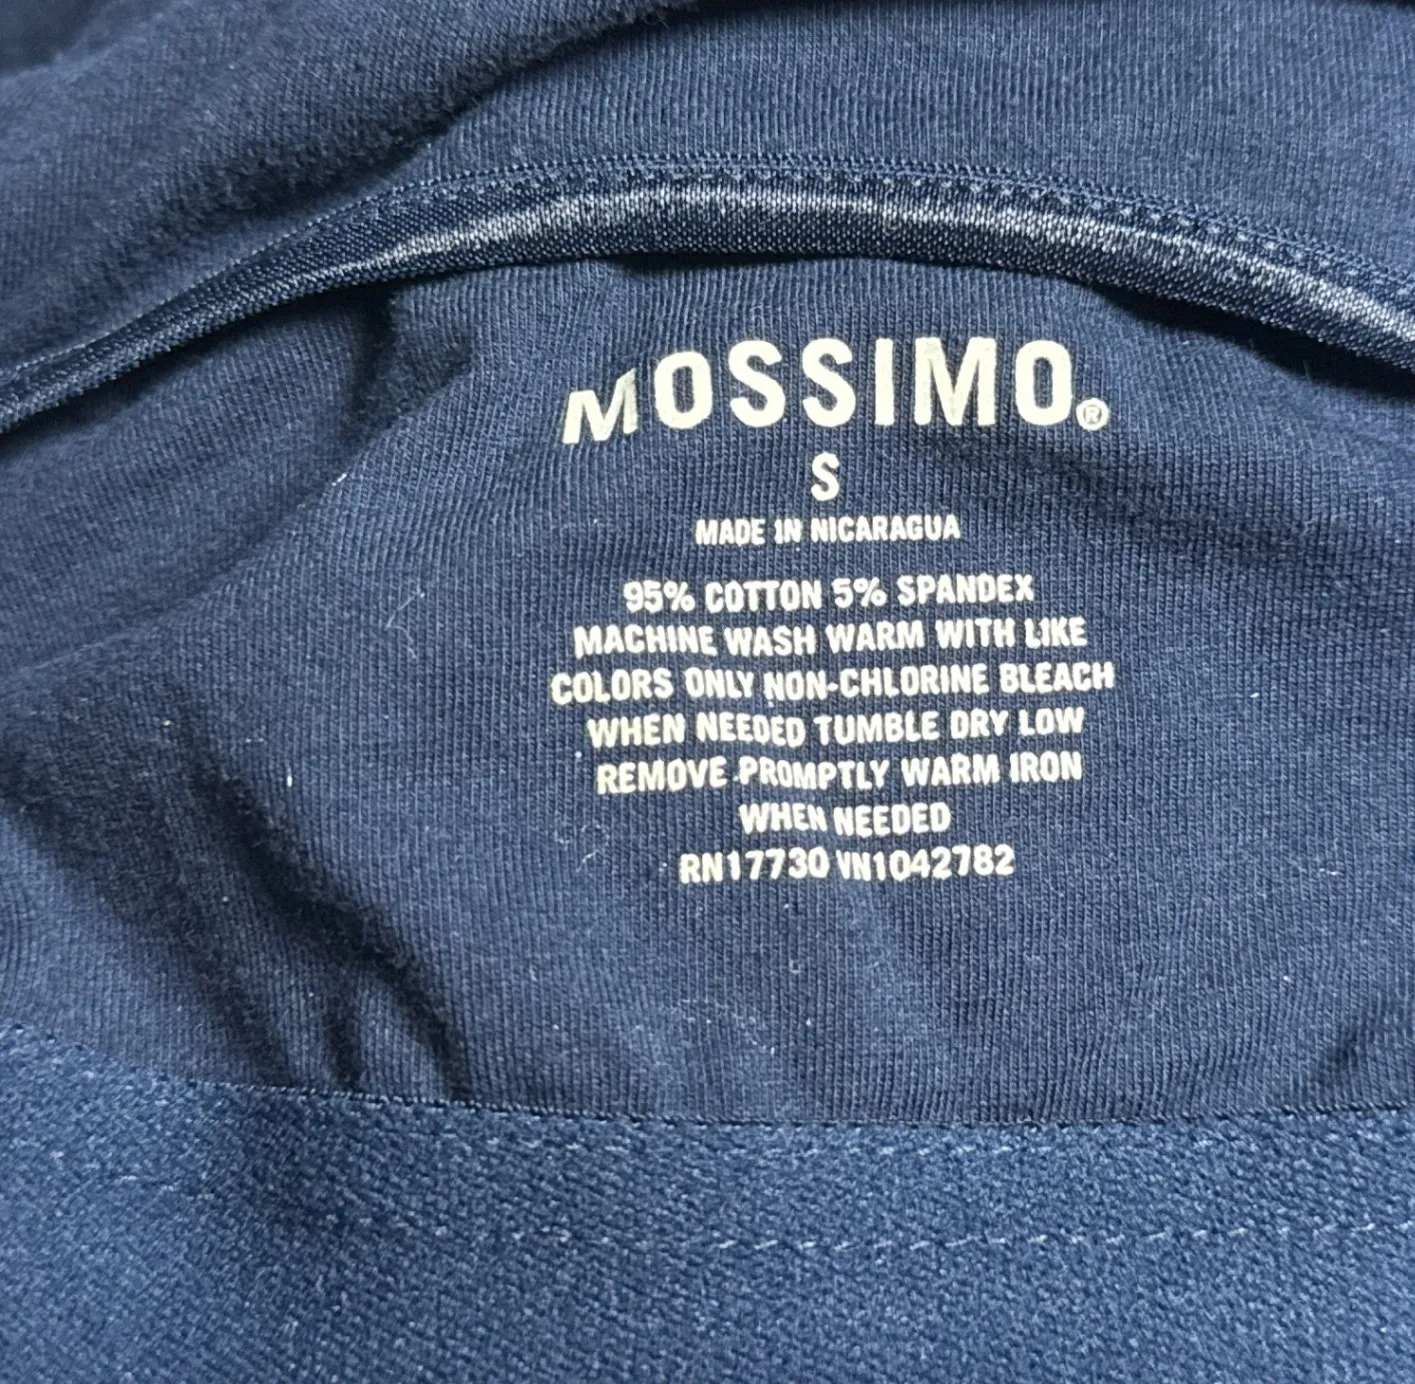 MOSSIMO®
S
MADE IN NICARAGUA
95% COTTON 5% SPANDEX
MACHINE WASH WARM WITH LIKE
COLORS ONLY NON-CHLORINE BLEACH
WHEN NEEDED TUMBLE DRY LOW
REMOVE PROMPTLY WARM IRON
WHEN NEEDED
RN17730 VN1042782